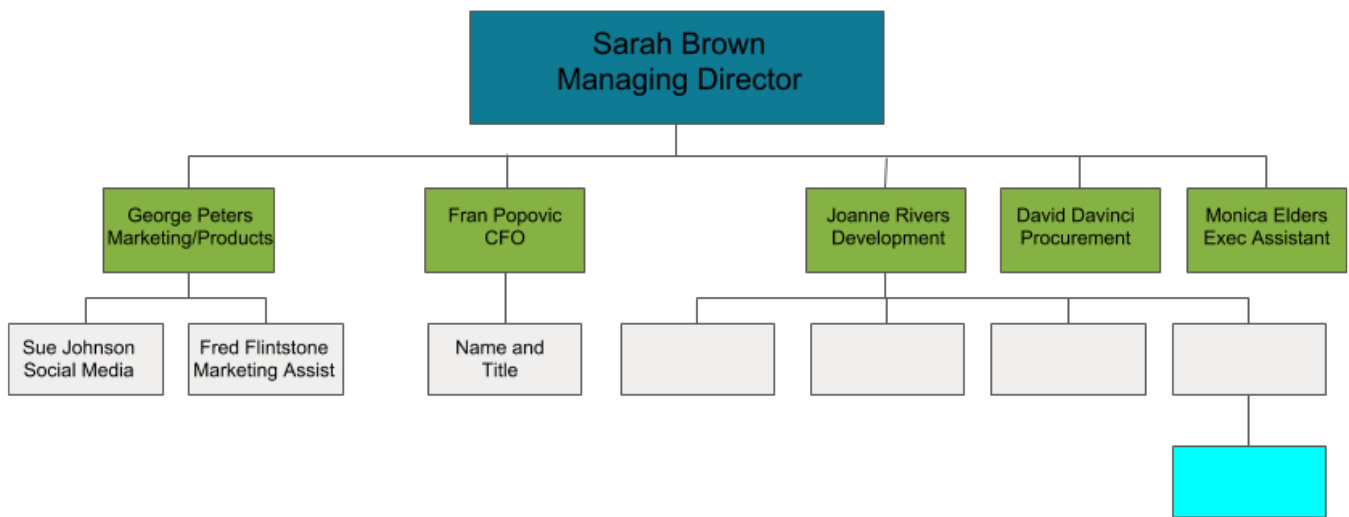 Sarah Brown
Managing Director
George Peters
Marketing/Products
Fran Popovic
CFO
Joanne Rivers
Development
David Davinci
Procurement
Monica Elders
Exec Assistant
Sue Johnson
Social Media
Fred Flintstone
Marketing Assist
Name and
Title